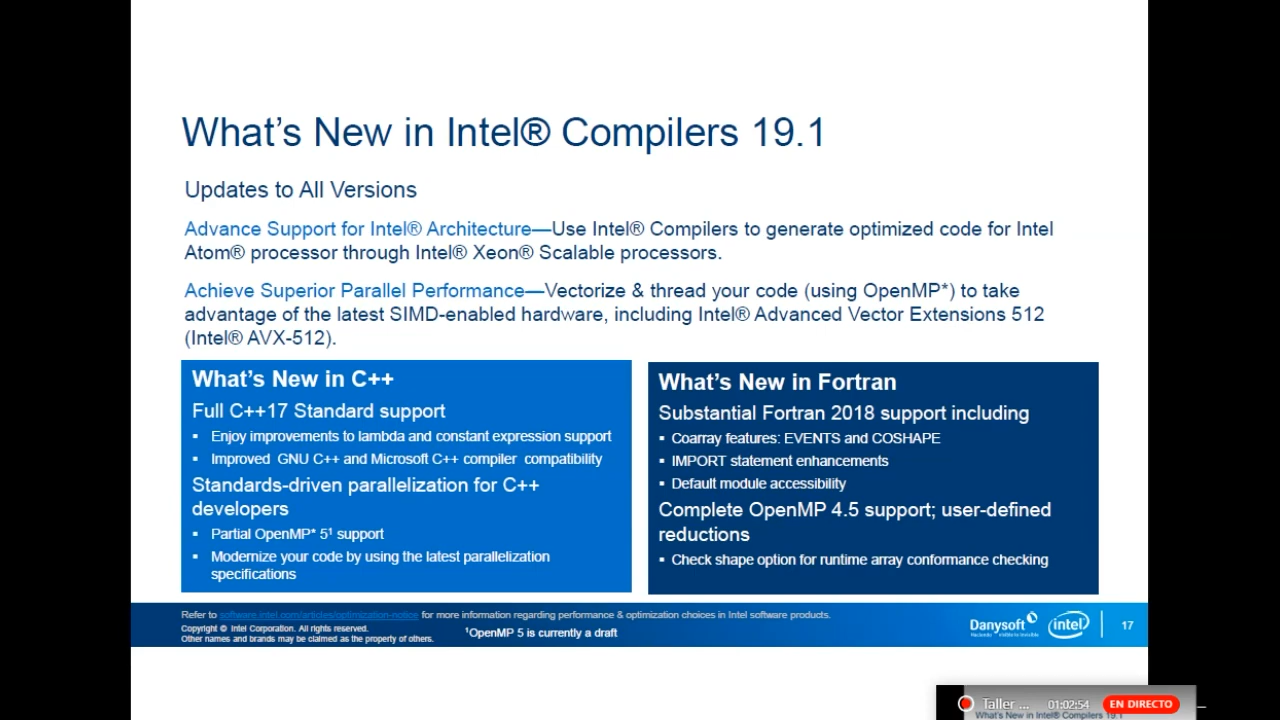 What's New in Intel® Compilers 19.1
Updates to All Versions
Advance Support for Intel® Architecture—Use Intel® Compilers to generate optimized code for Intel
Atom® processor through Intel® Xeon® Scalable processors.
Achieve Superior Parallel Performance—Vectorize & thread your code (using OpenMP*) to take
advantage of the latest SIMD-enabled hardware, including Intel® Advanced Vector Extensions 512
(Intel® AVX-512).
What's New in C++
Full C++17 Standard support
▪ Enjoy improvements to lambda and constant expression support
▪ Improved GNU C++ and Microsoft C++ compiler compatibility
Standards-driven parallelization for C++
developers
▪ Partial OpenMP* 5¹ support
▪ Modernize your code by using the latest parallelization
specifications
What's New in Fortran
Substantial Fortran 2018 support including
▪ Coarray features: EVENTS and COSHAPE
▪ IMPORT statement enhancements
▪ Default module accessibility
Complete OpenMP 4.5 support; user-defined
reductions
▪ Check shape option for runtime array conformance checking
Refer to software.intel.com/articles/optimization-notice for more information regarding performance & optimization choices in Intel software products.
Copyright © Intel Corporation. All rights reserved.
Other names and brands may be claimed as the property of others.
¹OpenMP 5 is currently a draft
Danysoft
intel
17
Taller ... 01:02:54 EN DIRECTO
What's New in Intel® Compilers 19.1